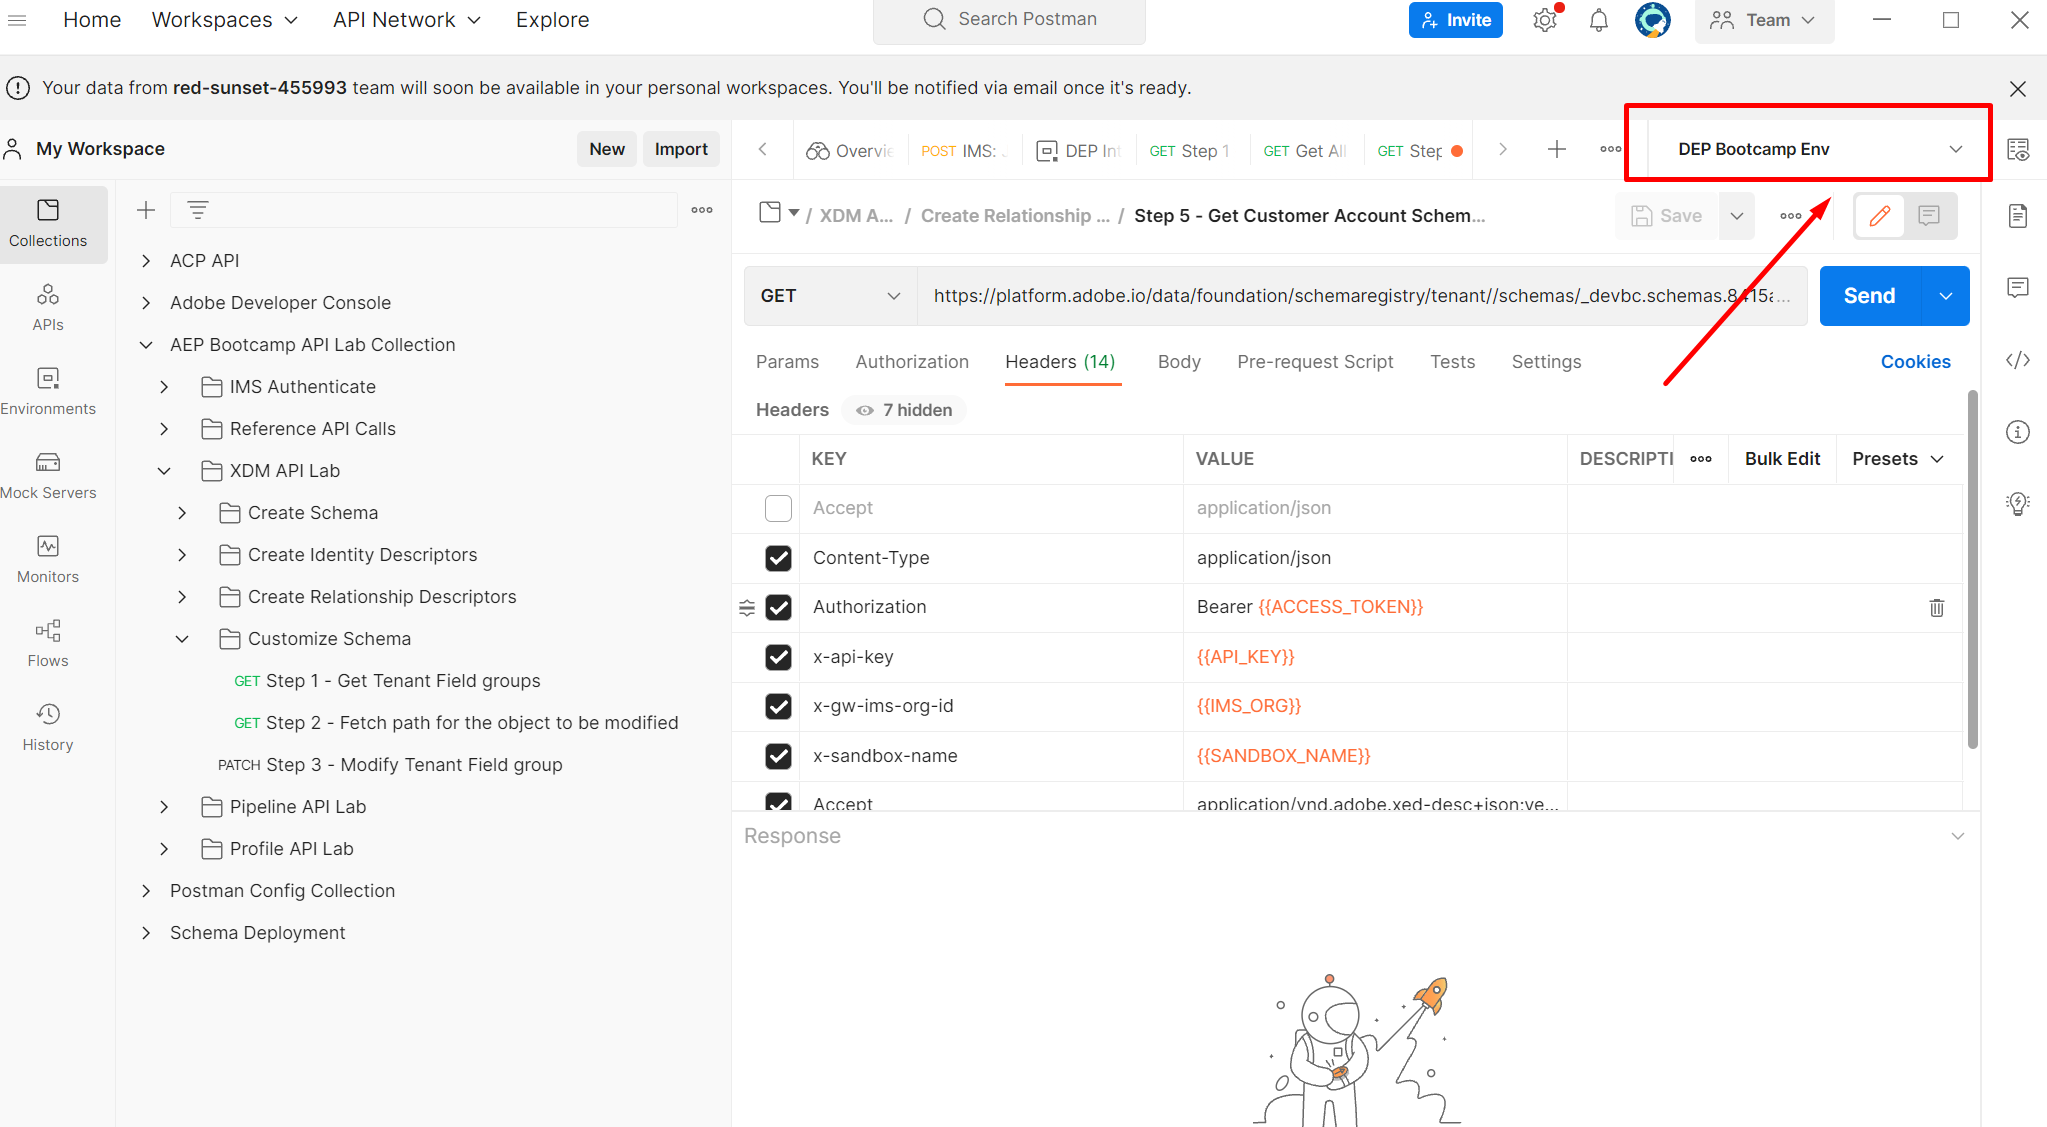 Home Workspaces API Network Explore Search Postman Invite Team
Your data from red-sunset-455993 team will soon be available in your personal workspaces. You'll be notified via email once it's ready.
My Workspace New Import
Overvie POST IMS: DEP Int GET Step 1 GET Get All GET Step DEP Bootcamp Env
Collections
APIs
Environments
Mock Servers
Monitors
Flows
History
ACP API
Adobe Developer Console
AEP Bootcamp API Lab Collection
IMS Authenticate
Reference API Calls
XDM API Lab
Create Schema
Create Identity Descriptors
Create Relationship Descriptors
Customize Schema
GET Step 1 - Get Tenant Field groups
GET Step 2 - Fetch path for the object to be modified
PATCH Step 3 - Modify Tenant Field group
Pipeline API Lab
Profile API Lab
Postman Config Collection
Schema Deployment
/ XDM A... / Create Relationship ... / Step 5 - Get Customer Account Schem... Save
GET https://platform.adobe.io/data/foundation/schemaregistry/tenant//schemas/_devbc.schemas.8415a... Send
Params Authorization Headers (14) Body Pre-request Script Tests Settings Cookies
Headers 7 hidden
KEY VALUE DESCRIPTI Bulk Edit Presets
Accept application/json
Content-Type application/json
Authorization Bearer {{ACCESS_TOKEN}}
x-api-key {{API_KEY}}
x-gw-ims-org-id {{IMS_ORG}}
x-sandbox-name {{SANDBOX_NAME}}
Accept application/vnd.adobe.xed-desc+json;ve...
Response